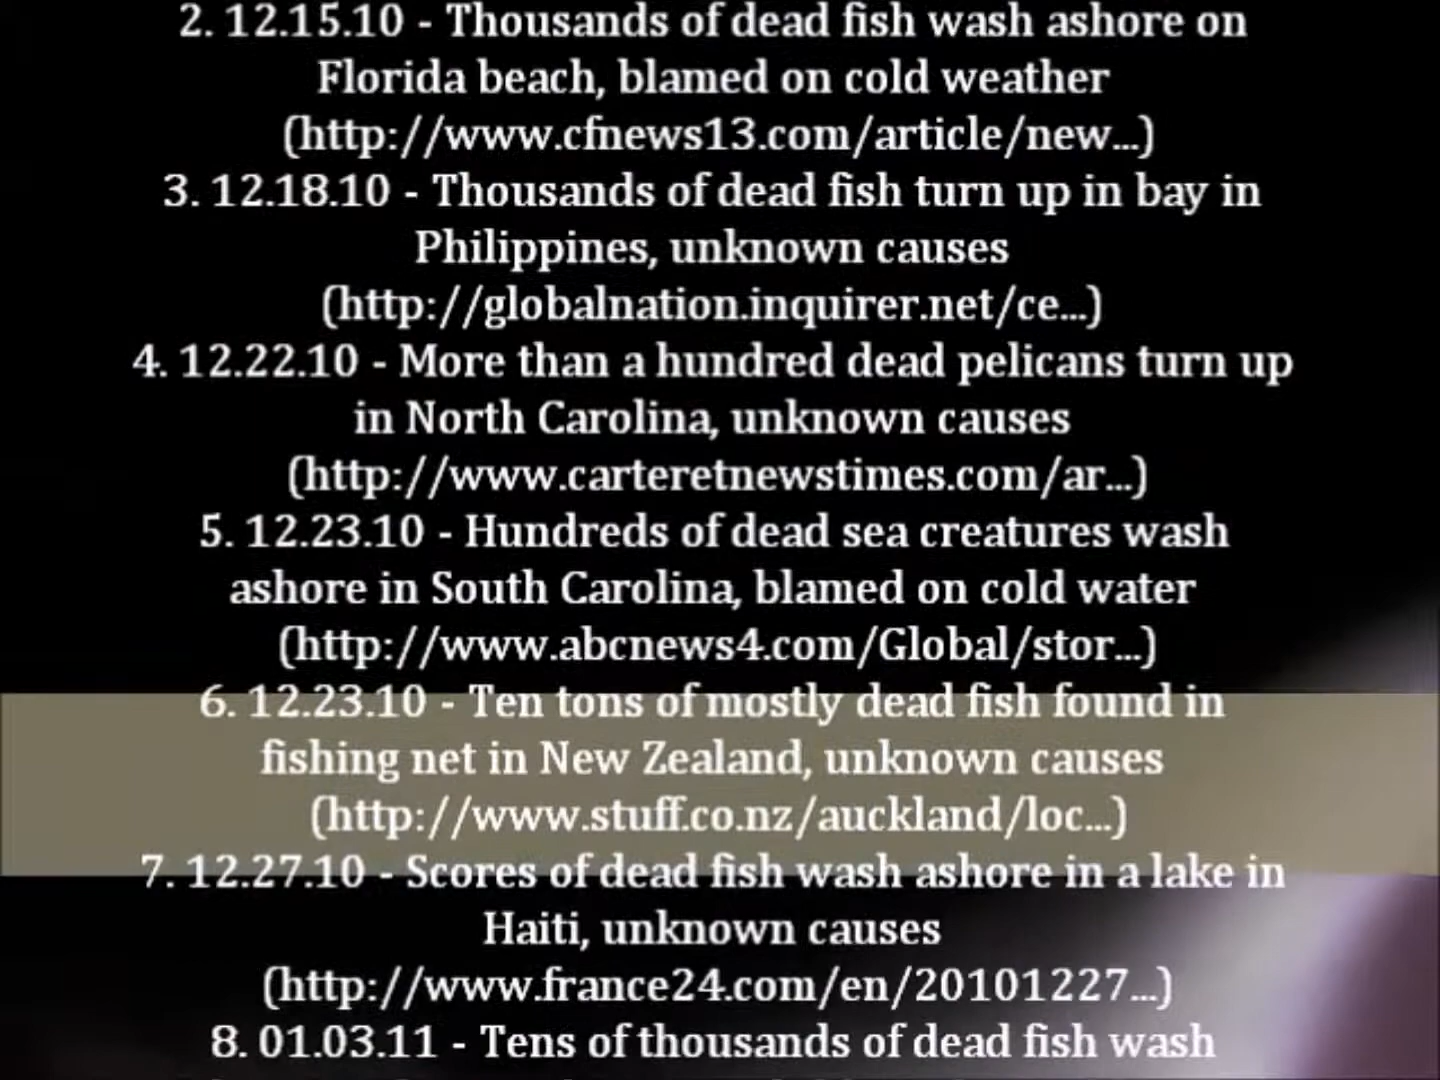 2. 12.15.10 - Thousands of dead fish wash ashore on
Florida beach, blamed on cold weather
(http://www.cfnews13.com/article/new...)
3. 12.18.10 - Thousands of dead fish turn up in bay in
Philippines, unknown causes
(http://globalnation.inquirer.net/ce...)
4. 12.22.10 - More than a hundred dead pelicans turn up
in North Carolina, unknown causes
(http://www.carteretnewstimes.com/ar...)
5. 12.23.10 - Hundreds of dead sea creatures wash
ashore in South Carolina, blamed on cold water
(http://www.abcnews4.com/Global/stor...)
6. 12.23.10 - Ten tons of mostly dead fish found in
fishing net in New Zealand, unknown causes
(http://www.stuff.co.nz/auckland/loc...)
7. 12.27.10 - Scores of dead fish wash ashore in a lake in
Haiti, unknown causes
(http://www.france24.com/en/20101227...)
8. 01.03.11 - Tens of thousands of dead fish wash